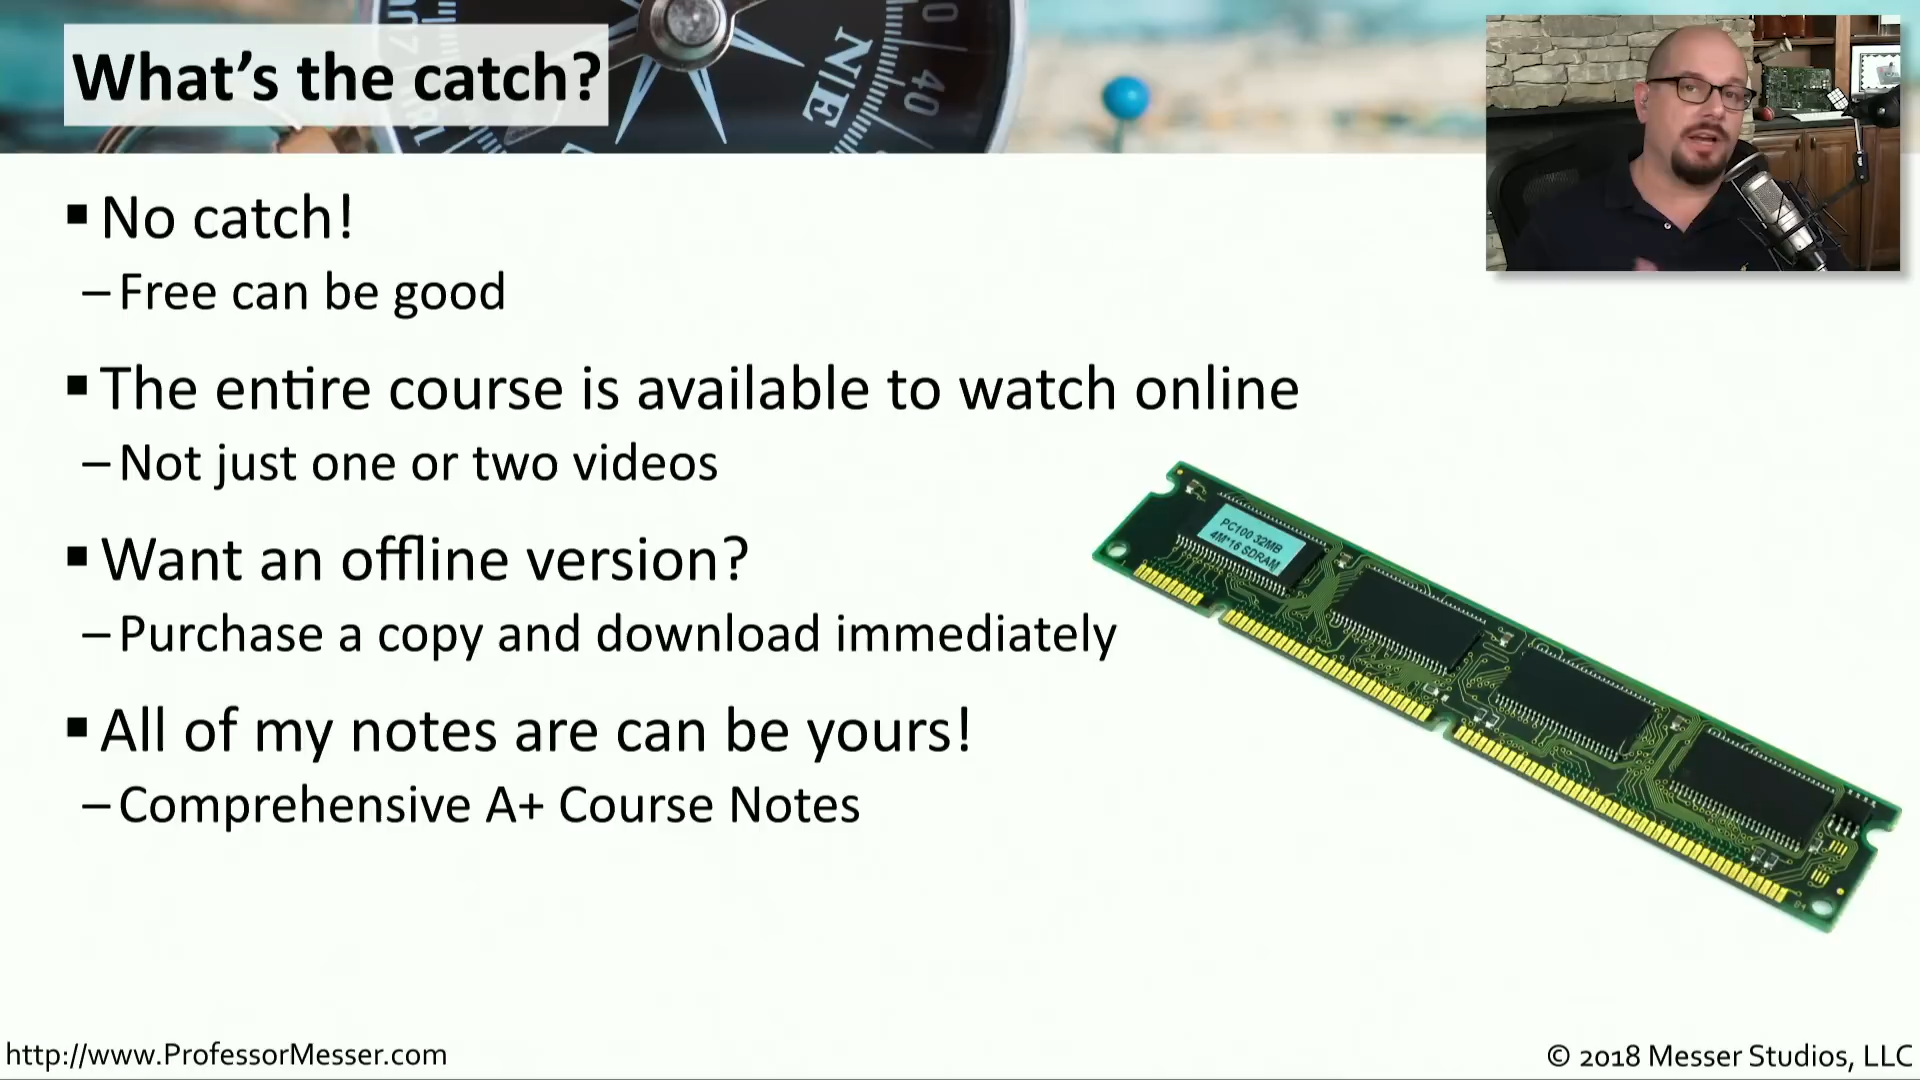 What's the catch?
NE
40
▪ No catch!
– Free can be good
▪ The entire course is available to watch online
– Not just one or two videos
▪ Want an offline version?
– Purchase a copy and download immediately
PC100 32MB
4M*16 SDRAM
▪ All of my notes are can be yours!
– Comprehensive A+ Course Notes
http://www.ProfessorMesser.com
© 2018 Messer Studios, LLC